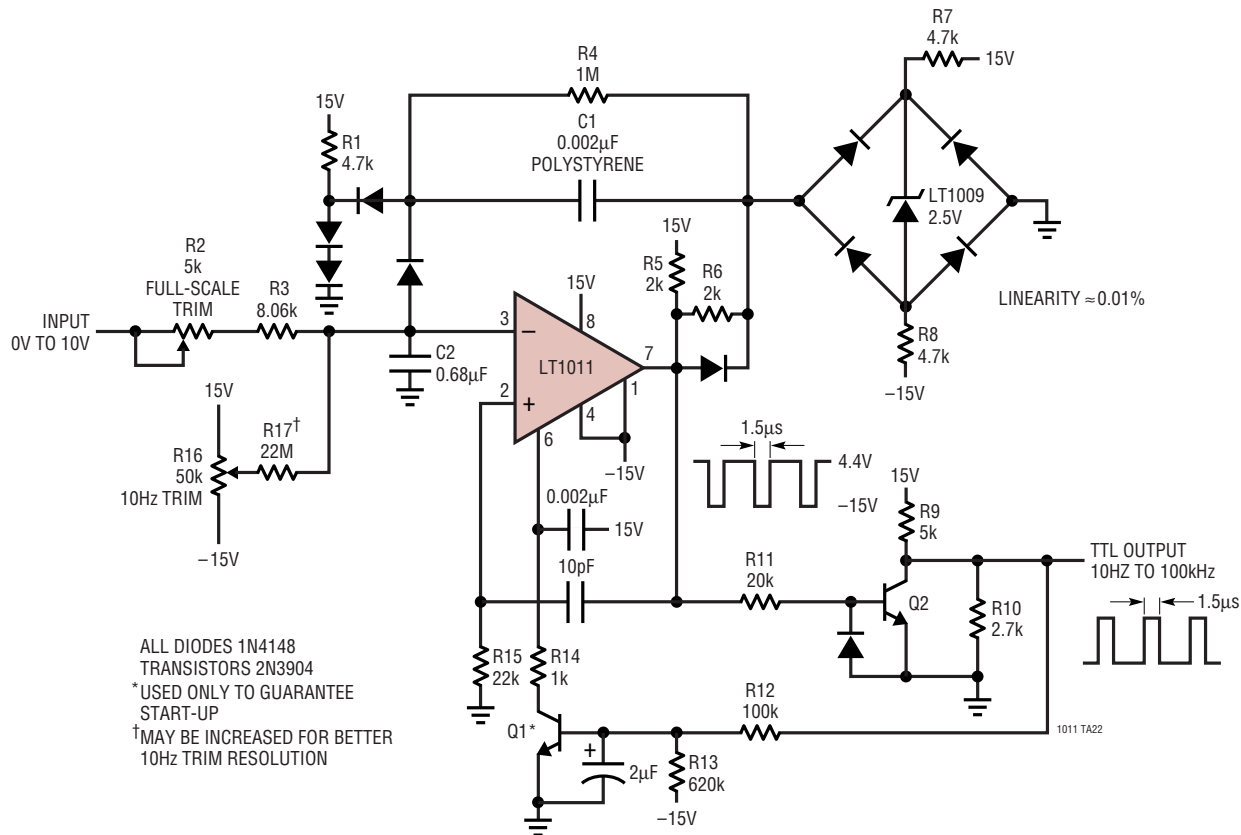 R7
4.7k
15V
R4
1M
C1
0.002µF
POLYSTYRENE
15V
R1
4.7k
LT1009
2.5V
R2
5k
FULL-SCALE
TRIM
R3
8.06k
15V
R5
2k
R6
2k
15V
LINEARITY ≈ 0.01%
INPUT
0V TO 10V
3
–
8
C2
0.68µF
LT1011
7
R8
4.7k
–15V
2
+
1
4
6
–15V
15V
R16
50k
10Hz TRIM
R17†
22M
–15V
1.5µs
4.4V
–15V
0.002µF
15V
15V
R9
5k
10pF
R11
20k
TTL OUTPUT
10HZ TO 100kHz
Q2
R10
2.7k
1.5µs
ALL DIODES 1N4148
TRANSISTORS 2N3904
*USED ONLY TO GUARANTEE
START-UP
†MAY BE INCREASED FOR BETTER
10Hz TRIM RESOLUTION
R15
22k
R14
1k
R12
100k
Q1*
+
2µF
R13
620k
–15V
1011 TA22